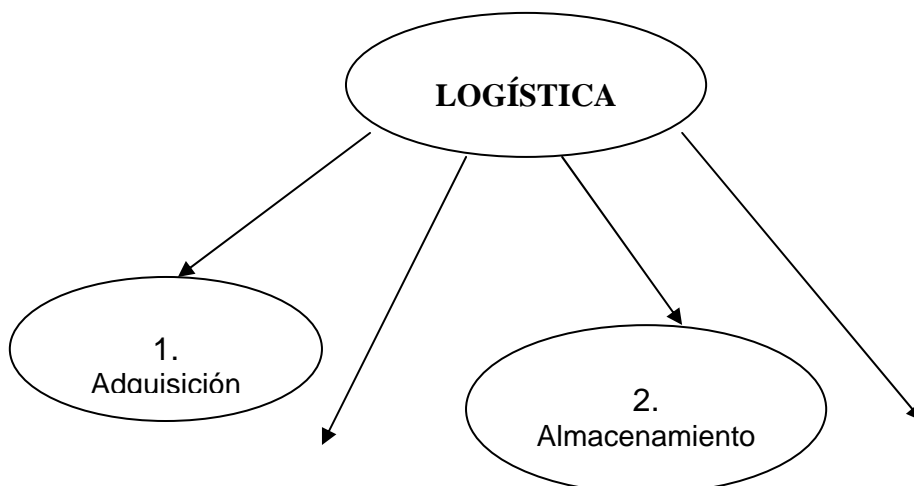 LOGÍSTICA
1.
Adquisición
2.
Almacenamiento